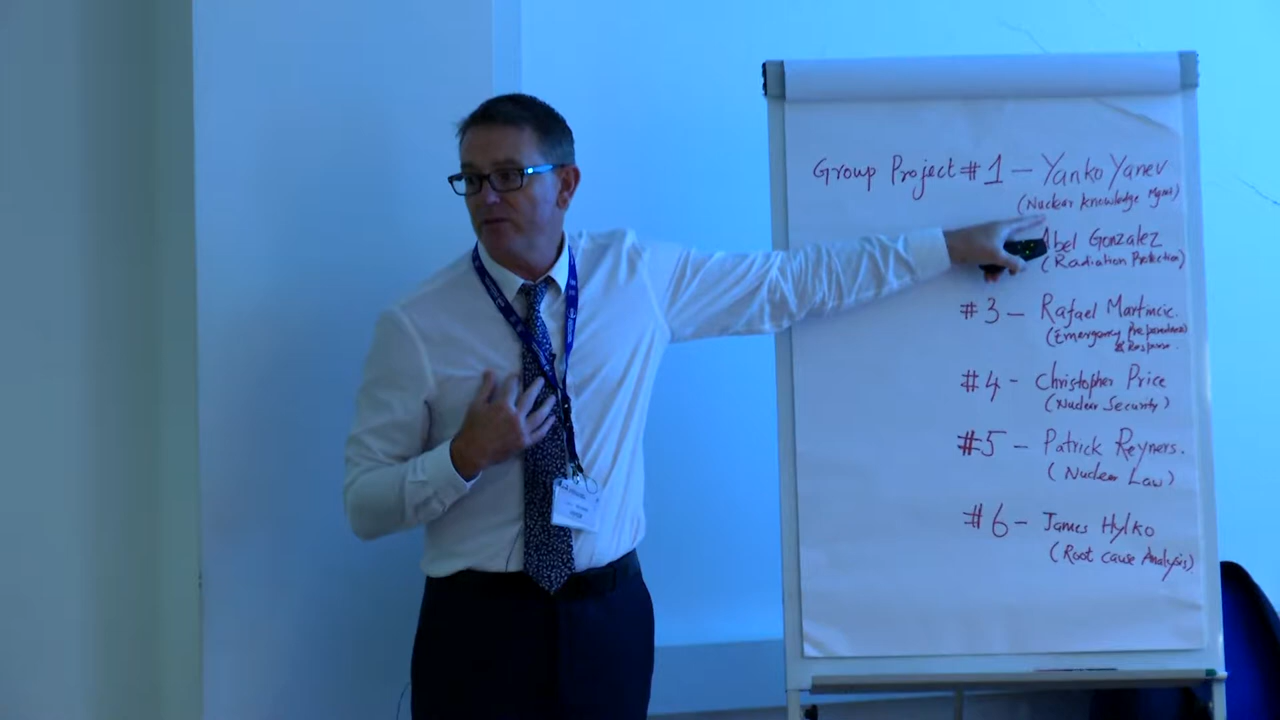 Group Project #1 - Yanko Yanev
(Nuclear Knowledge Mgmt)
Abel Gonzalez
(Radiation Protection)
#3 - Rafael Martincic.
(Emergency Preparedness
& Response.
#4 - Christopher Price
(Nuclear Security)
#5 - Patrick Reyners.
(Nuclear Law)
#6 - James Hylko
(Root cause Analysis)